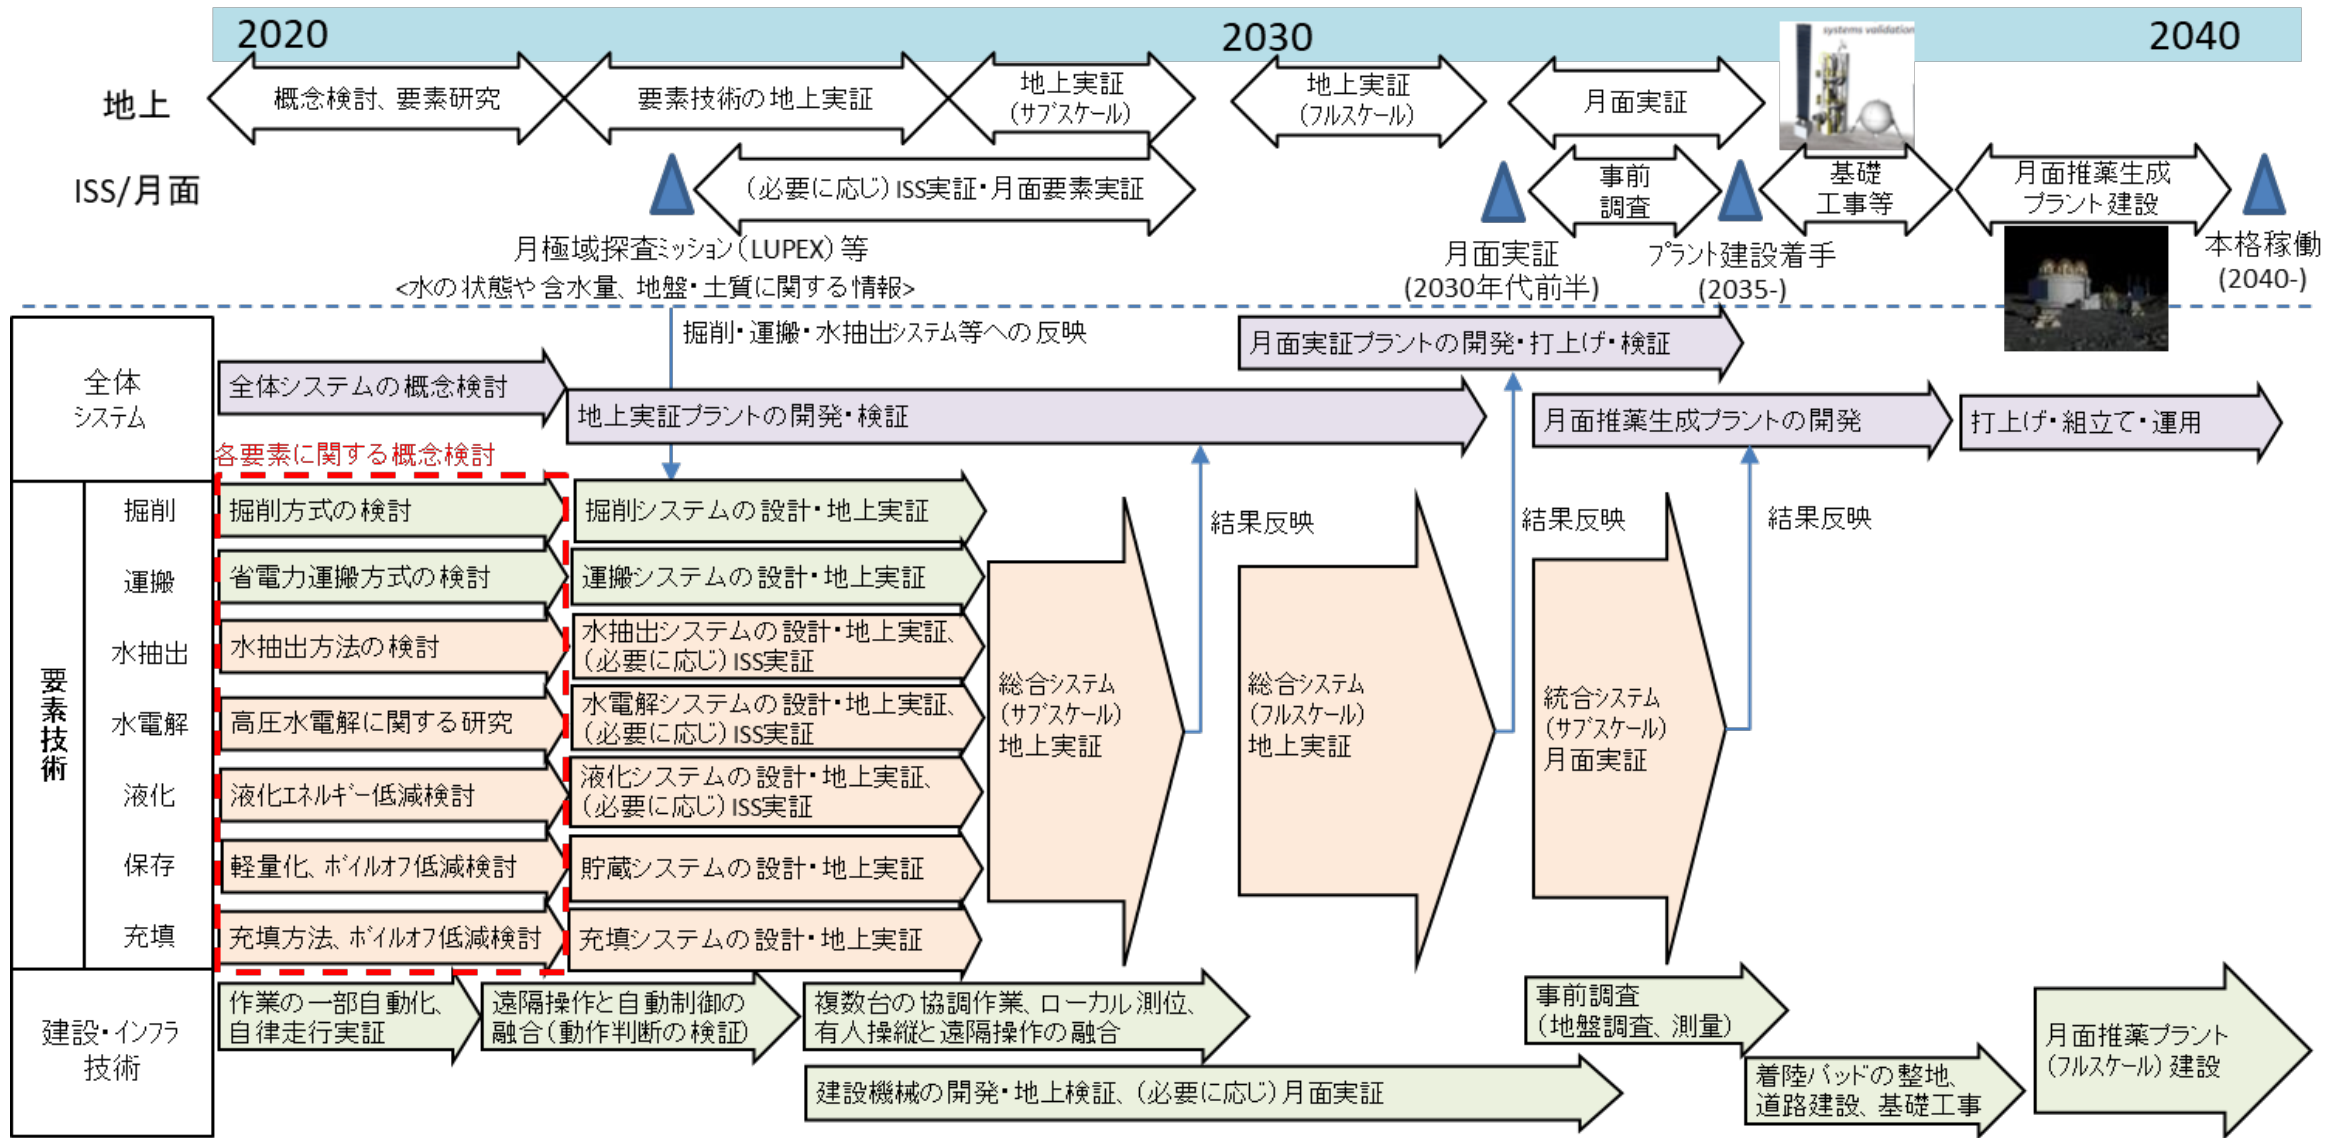 2020
2030
2040
systems validation
地上
概念検討、要素研究
要素技術の地上実証
地上実証
(サブスケール)
地上実証
(フルスケール)
月面実証
ISS/月面
(必要に応じ)ISS実証・月面要素実証
事前
調査
基礎
工事等
月面推薬生成
プラント建設
月極域探査ミッション(LUPEX)等
<水の状態や含水量、地盤・土質に関する情報>
月面実証
(2030年代前半)
プラント建設着手
(2035-)
本格稼働
(2040-)
全体
システム
掘削・運搬・水抽出システム等への反映
月面実証プラントの開発・打上げ・検証
全体システムの概念検討
地上実証プラントの開発・検証
月面推薬生成プラントの開発
打上げ・組立て・運用
各要素に関する概念検討
要素技術
掘削
掘削方式の検討
掘削システムの設計・地上実証
運搬
省電力運搬方式の検討
運搬システムの設計・地上実証
水抽出
水抽出方法の検討
水抽出システムの設計・地上実証、
(必要に応じ)ISS実証
水電解
高圧水電解に関する研究
水電解システムの設計・地上実証、
(必要に応じ)ISS実証
液化
液化エネルギー低減検討
液化システムの設計・地上実証、
(必要に応じ)ISS実証
保存
軽量化、ボイルオフ低減検討
貯蔵システムの設計・地上実証
充填
充填方法、ボイルオフ低減検討
充填システムの設計・地上実証
総合システム
(サブスケール)
地上実証
結果反映
総合システム
(フルスケール)
地上実証
結果反映
統合システム
(サブスケール)
月面実証
結果反映
建設・インフラ
技術
作業の一部自動化、
自律走行実証
遠隔操作と自動制御の
融合(動作判断の検証)
複数台の協調作業、ローカル測位、
有人操縦と遠隔操作の融合
建設機械の開発・地上検証、(必要に応じ)月面実証
事前調査
(地盤調査、測量)
着陸パッドの整地、
道路建設、基礎工事
月面推薬プラント
(フルスケール)建設